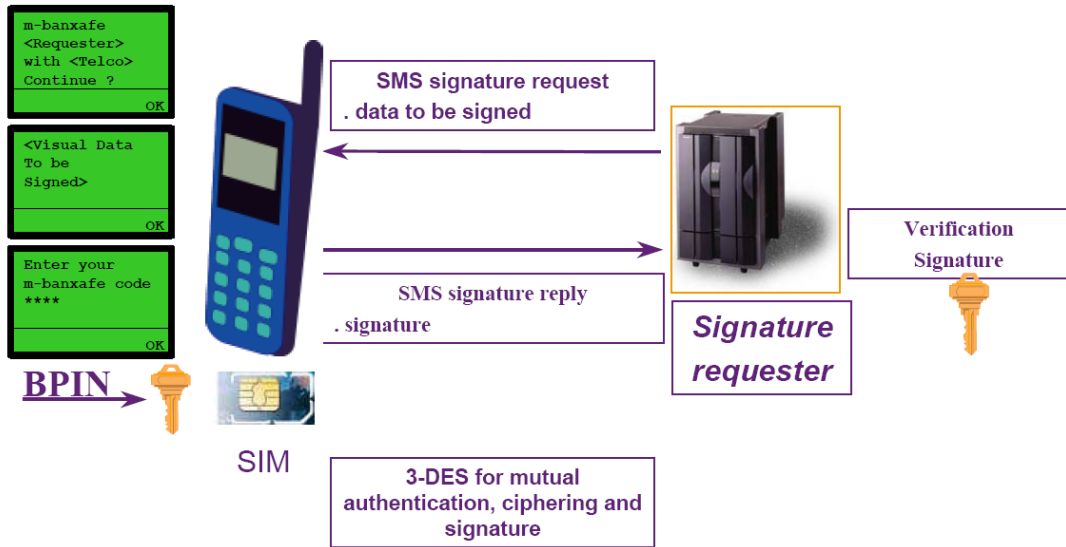 m-banxafe
<Requester>
with <Telco>
Continue ?
OK
<Visual Data
To be
Signed>
OK
Enter your
m-banxafe code
****
OK
BPIN
SIM
SMS signature request
. data to be signed
SMS signature reply
. signature
Signature
requester
Verification
Signature
3-DES for mutual
authentication, ciphering and
signature